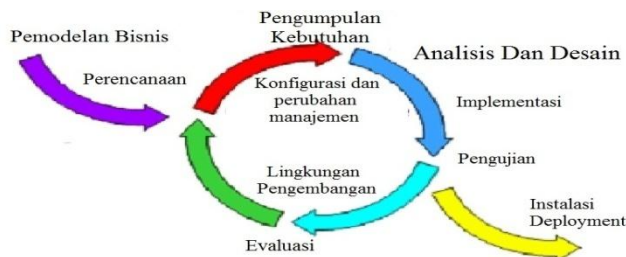 Pemodelan Bisnis
Perencanaan
Pengumpulan
Kebutuhan
Analisis Dan Desain
Konfigurasi dan
perubahan
manajemen
Implementasi
Pengujian
Lingkungan
Pengembangan
Evaluasi
Instalasi
Deployment